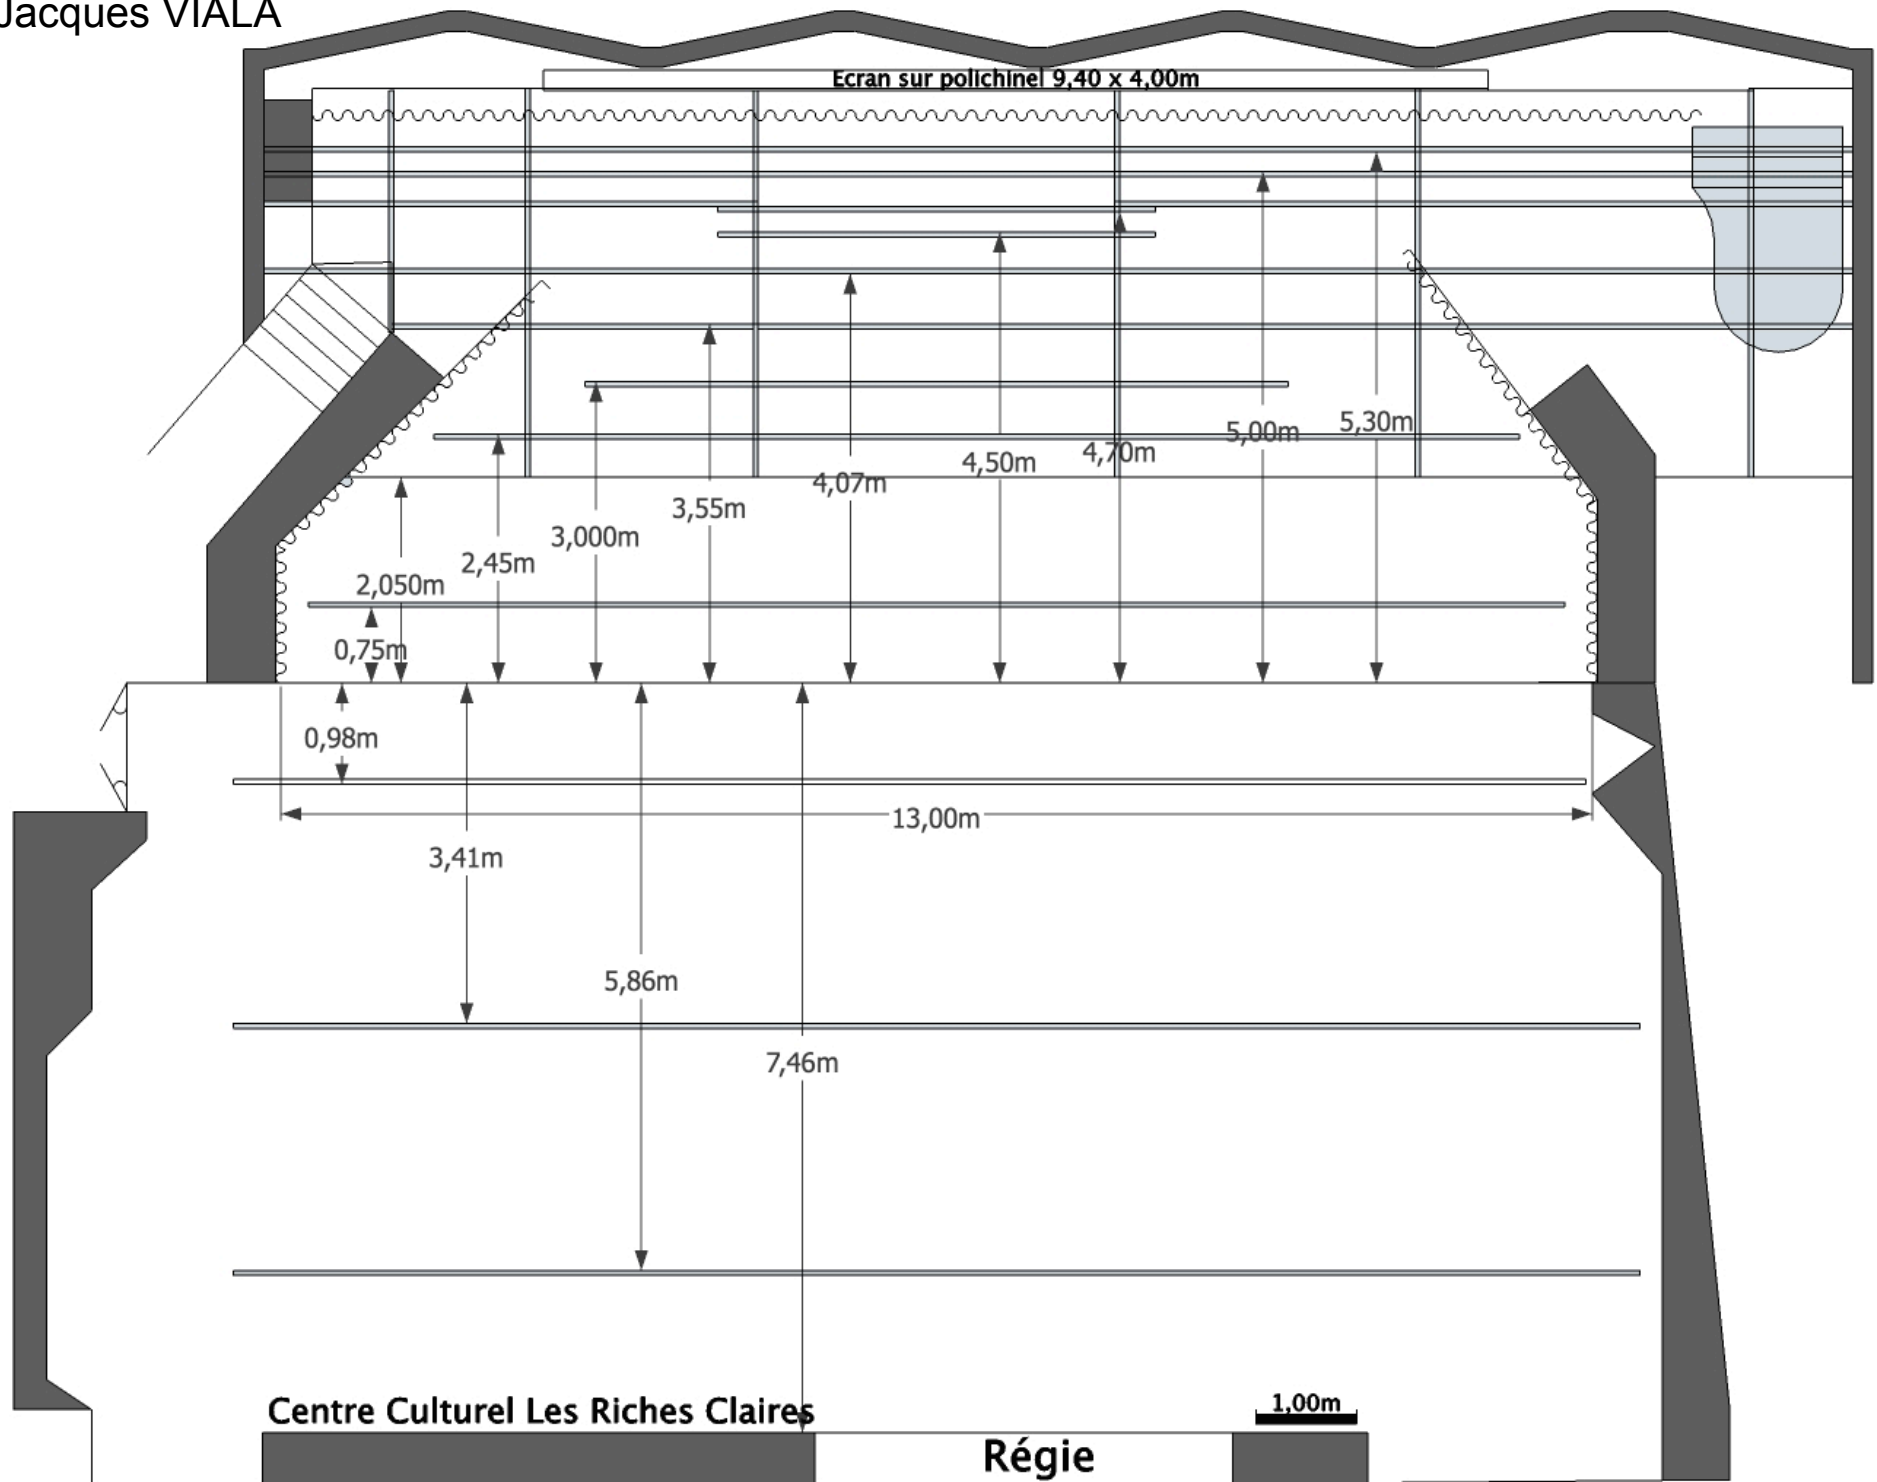 Jacques VIALA
Ecran sur polichinel 9,40 x 4,00m
5,30m
5,00m
4,70m
4,50m
4,07m
3,55m
3,000m
2,45m
2,050m
0,75m
0,98m
13,00m
3,41m
5,86m
7,46m
Centre Culturel Les Riches Claires
1,00m
Régie